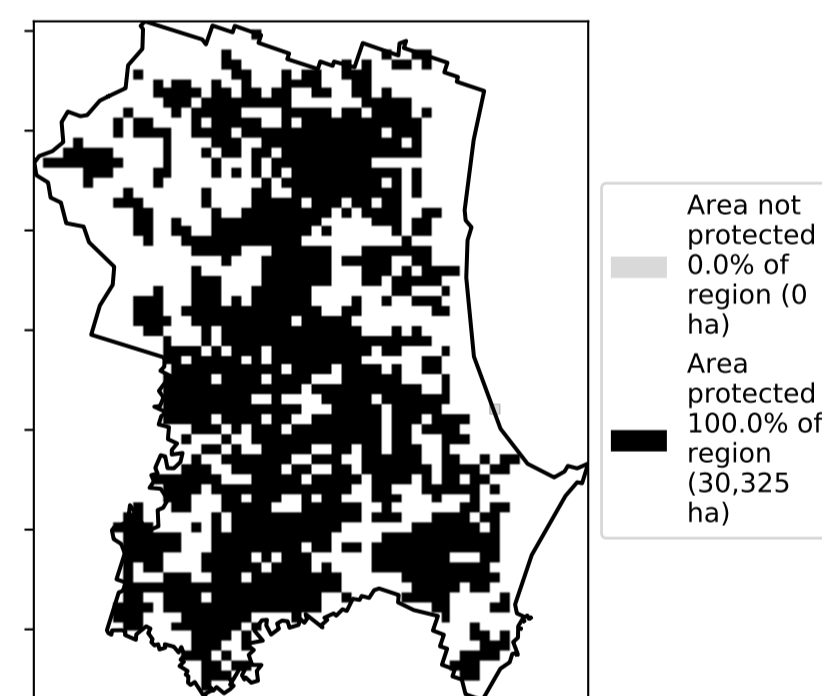 Area not
protected
0.0% of
region (0
ha)
Area
protected
100.0% of
region
(30,325
ha)